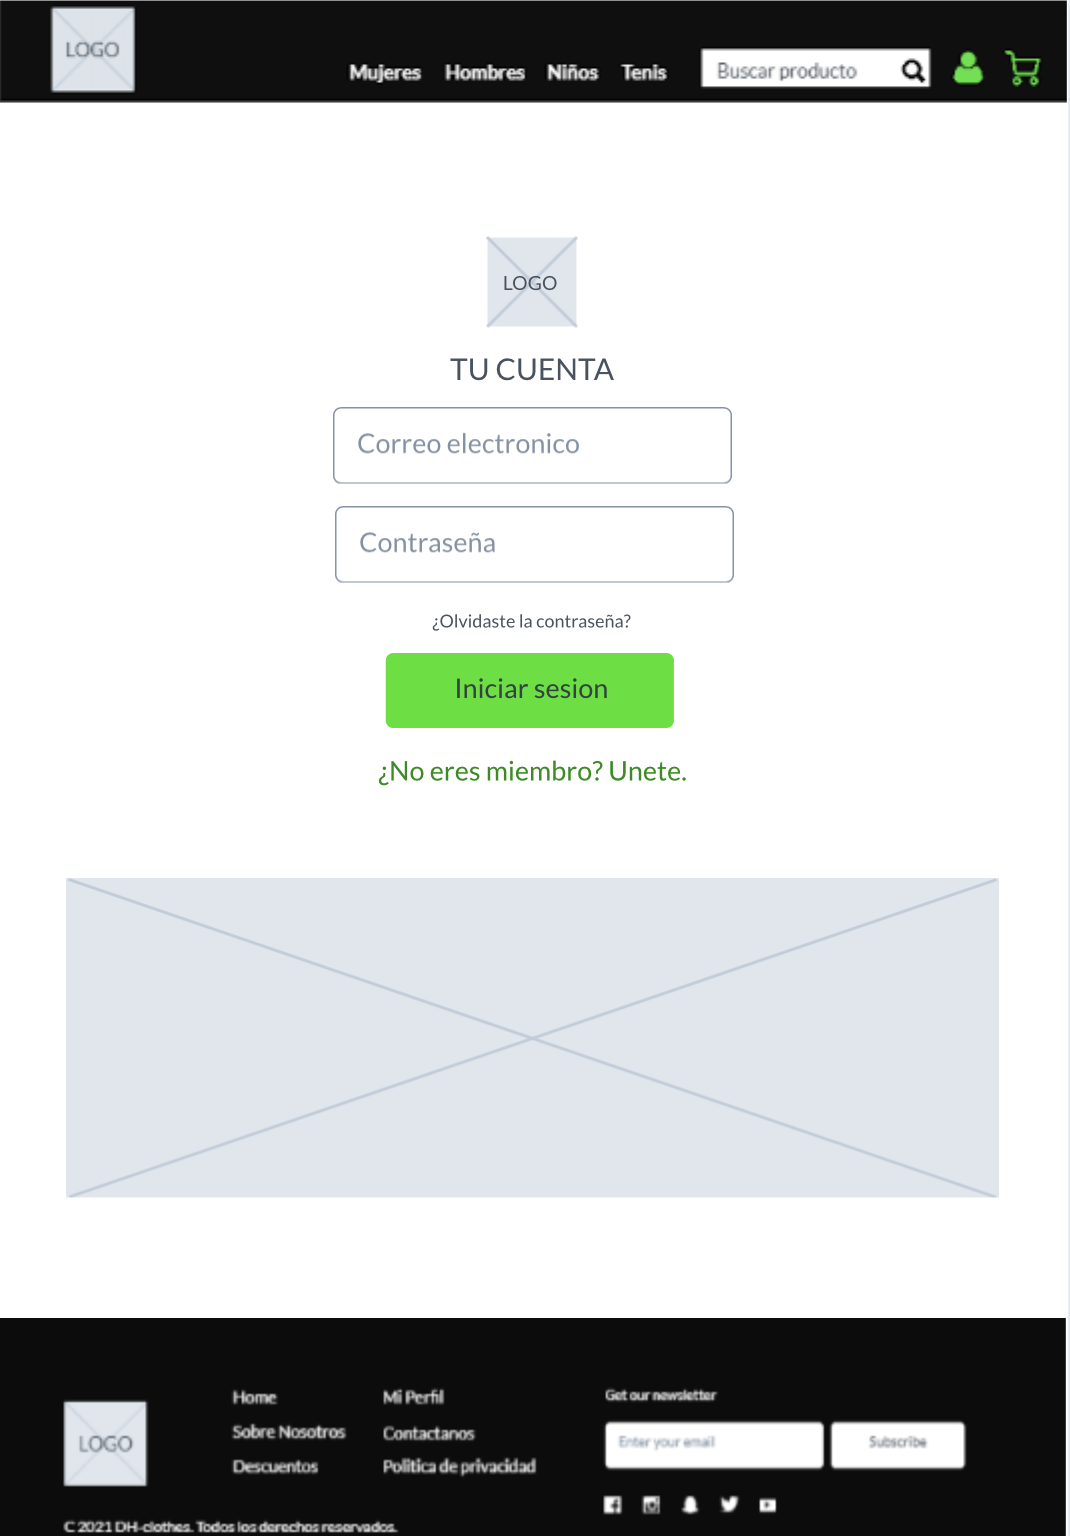 LOGO
Mujeres Hombres Niños Tenis Buscar producto
LOGO
TU CUENTA
Correo electronico
Contraseña
¿Olvidaste la contraseña?
Iniciar sesion
¿No eres miembro? Unete.
LOGO
Home
Sobre Nosotros
Descuentos
Mi Perfil
Contactanos
Politica de privacidad
Get our newsletter
Enter your email Subscribe
C 2021 DH-clothes. Todos los derechos reservados.